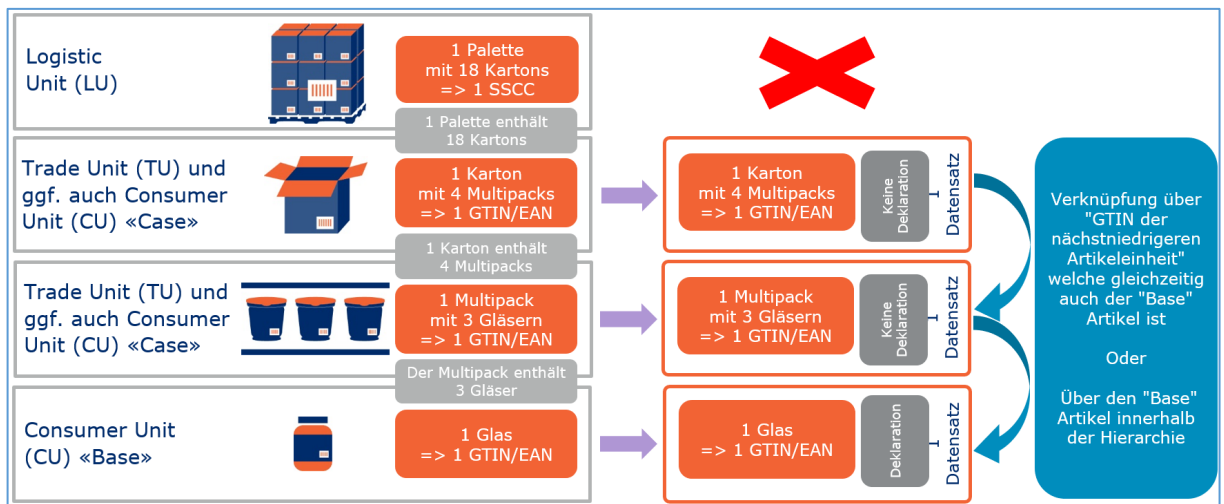 Logistic
Unit (LU)
1 Palette
mit 18 Kartons
=> 1 SSCC
1 Palette enthält
18 Kartons
Trade Unit (TU) und
ggf. auch Consumer
Unit (CU) «Case»
1 Karton
mit 4 Multipacks
=> 1 GTIN/EAN
1 Karton enthält
4 Multipacks
Trade Unit (TU) und
ggf. auch Consumer
Unit (CU) «Case»
1 Multipack
mit 3 Gläsern
=> 1 GTIN/EAN
Der Multipack enthält
3 Gläser
Consumer Unit
(CU) «Base»
1 Glas
=> 1 GTIN/EAN
1 Karton
mit 4 Multipacks
=> 1 GTIN/EAN
Keine
Deklaration
1
Datensatz
1 Multipack
mit 3 Gläsern
=> 1 GTIN/EAN
Keine
Deklaration
1
Datensatz
1 Glas
=> 1 GTIN/EAN
Deklaration
1
Datensatz
Verknüpfung über
"GTIN der
nächstniedrigeren
Artikeleinheit"
welche gleichzeitig
auch der "Base"
Artikel ist
Oder
Über den "Base"
Artikel innerhalb
der Hierarchie